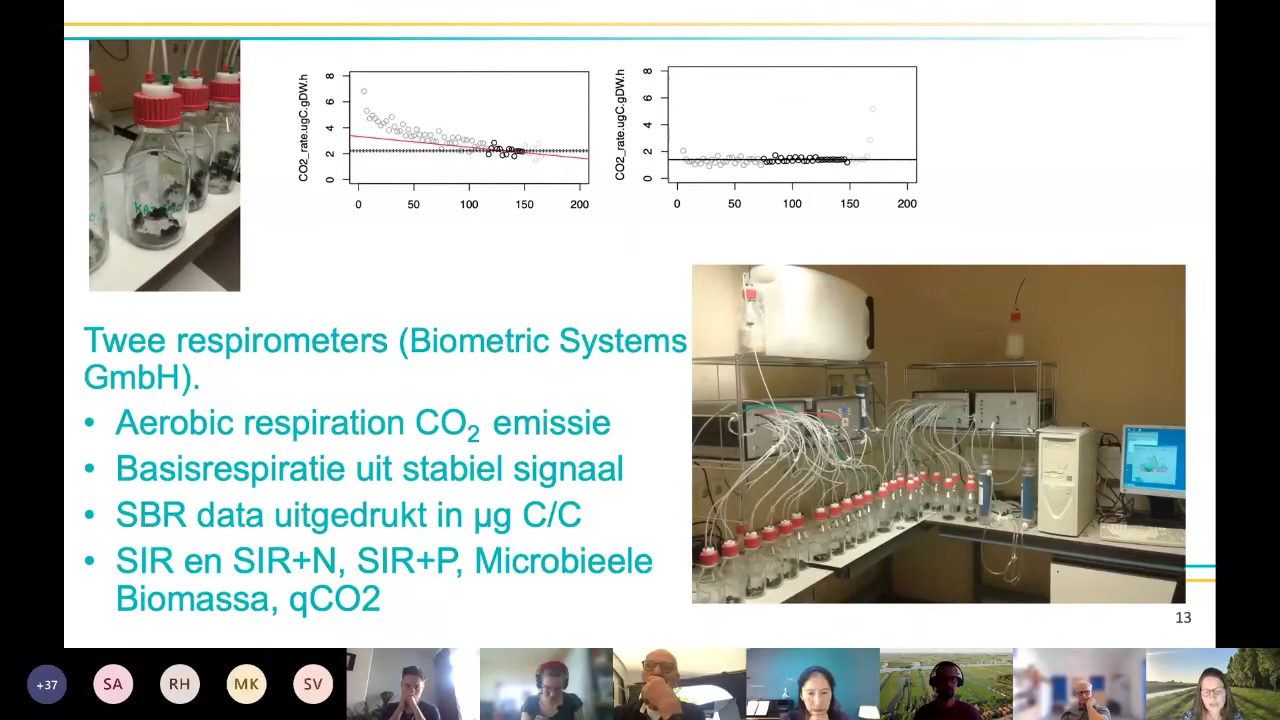 CO2_rate.ugC.gDW.h
8
6
4
2
0
0 50 100 150 200
CO2_rate.ugC.gDW.h
8
6
4
2
0
0 50 100 150 200
Twee respirometers (Biometric Systems
GmbH).
• Aerobic respiration CO₂ emissie
• Basisrespiratie uit stabiel signaal
• SBR data uitgedrukt in µg C/C
• SIR en SIR+N, SIR+P, Microbieele
Biomassa, qCO2
13
+37 SA RH MK SV